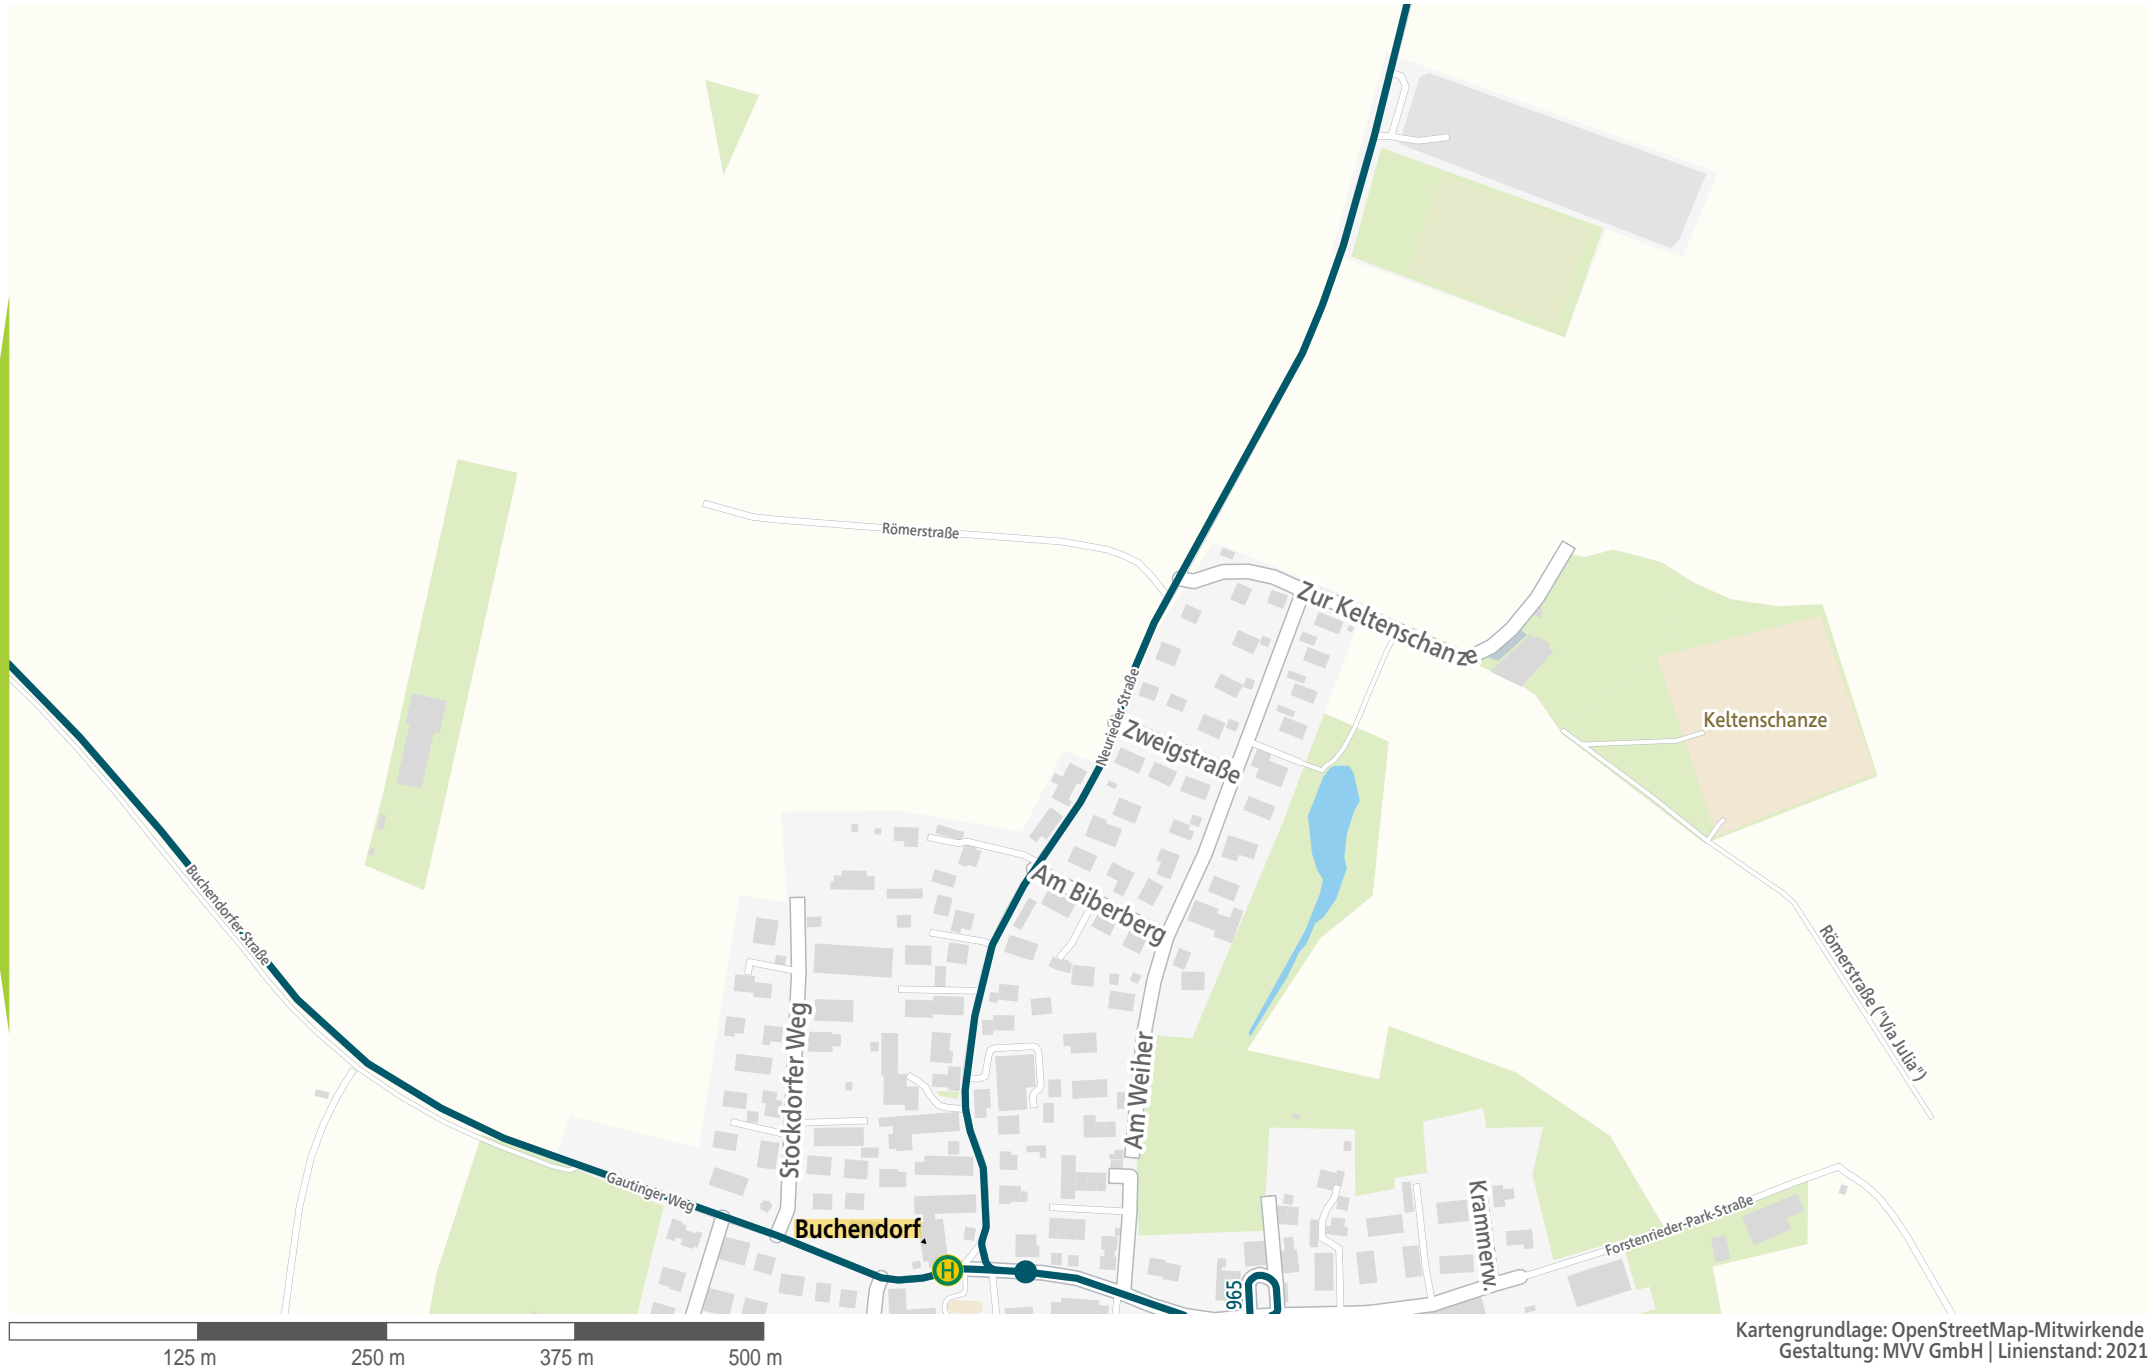 Römerstraße
Zur Keltenschanze
Neurieder-Straße
Zweigstraße
Keltenschanze
Buchendorfer-Straße
Am Biberberg
Römerstraße ("Via Julia")
Stockdorfer Weg
Am Weiher
Gautinger-Weg
Buchendorf
H
Krammerw.
Forstenrieder-Park-Straße
965
125 m
250 m
375 m
500 m
Kartengrundlage: OpenStreetMap-Mitwirkende
Gestaltung: MVV GmbH | Linienstand: 2021